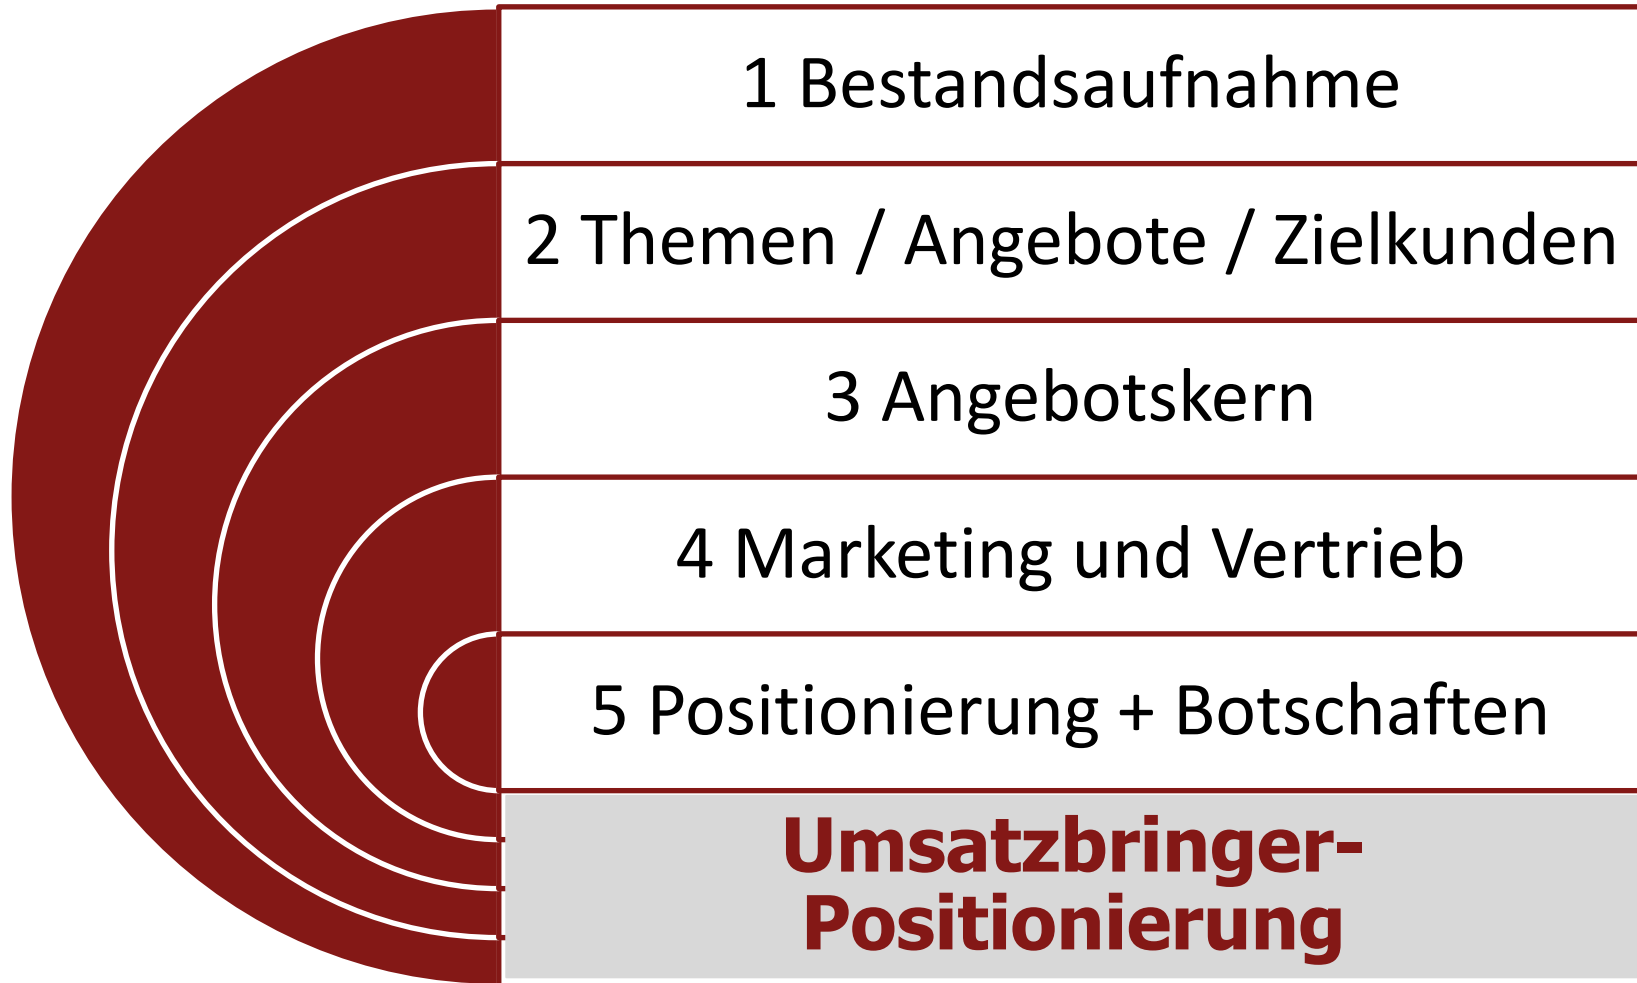 1 Bestandsaufnahme
2 Themen / Angebote / Zielkunden
3 Angebotskern
4 Marketing und Vertrieb
5 Positionierung + Botschaften
Umsatzbringer-
Positionierung